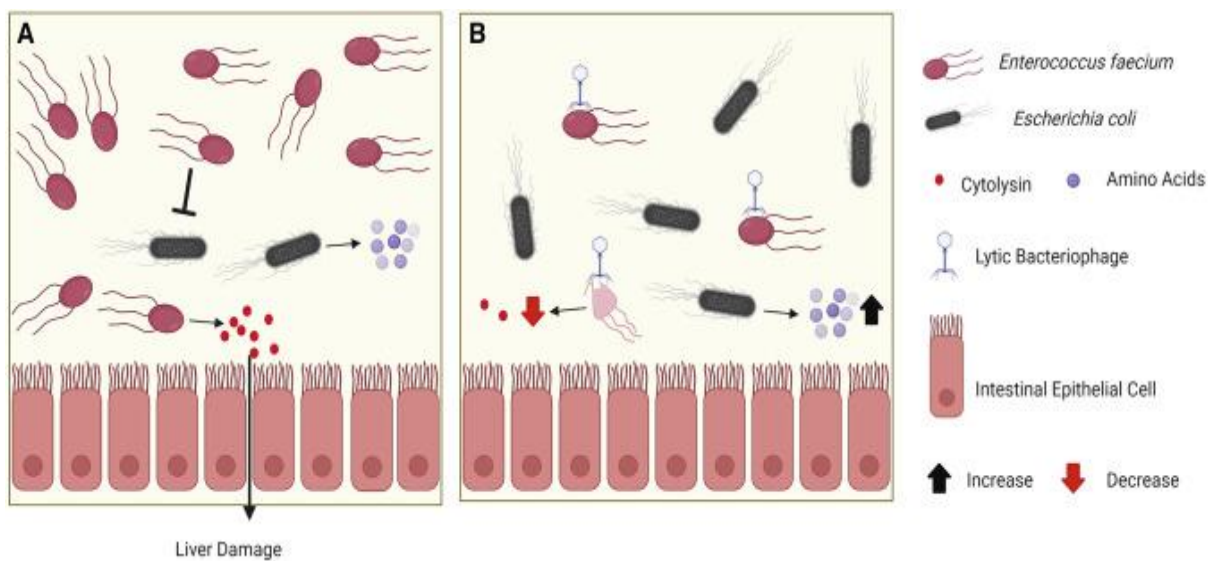 A
B
Enterococcus faecium
Escherichia coli
Cytolysin
Amino Acids
Lytic Bacteriophage
Intestinal Epithelial Cell
Increase
Decrease
Liver Damage